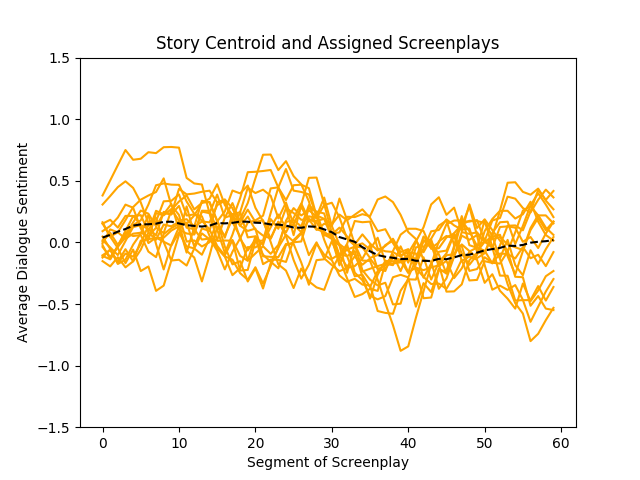 Story Centroid and Assigned Screenplays
Average Dialogue Sentiment
1.5
1.0
0.5
0.0
−0.5
−1.0
−1.5
0 10 20 30 40 50 60
Segment of Screenplay